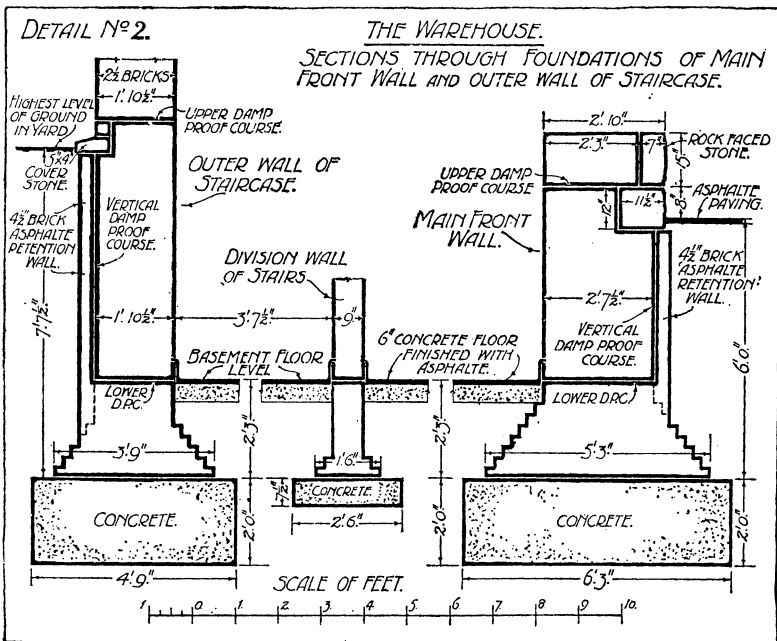 DETAIL Nº 2.
THE WAREHOUSE.
SECTIONS THROUGH FOUNDATIONS OF MAIN
FRONT WALL AND OUTER WALL OF STAIRCASE.
2½ BRICKS
1'. 10½"
HIGHEST LEVEL
OF GROUND
IN YARD
UPPER DAMP
PROOF COURSE.
5"x4"
COVER
STONE.
OUTER WALL OF
STAIRCASE.
4½" BRICK
ASPHALTE
RETENTION
WALL.
VERTICAL
DAMP
PROOF
COURSE.
DIVISION WALL
OF STAIRS
7'. 7½"
1'. 10½"
3'. 7½"
9"
BASEMENT FLOOR
LEVEL
6" CONCRETE FLOOR
FINISHED WITH
ASPHALTE.
LOWER
D.P.C.
3'. 9"
2'. 3"
1'. 6"
2'. 3"
CONCRETE.
2'. 0"
4'. 9"
7½"
CONCRETE.
2'. 6"
2'. 0"
2'. 10"
2'. 3"
7"
15"
ROCK FACED
STONE.
UPPER DAMP
PROOF COURSE
12"
11½"
8"
ASPHALTE
PAVING.
MAIN FRONT
WALL.
2'. 7½"
4½" BRICK
ASPHALTE
RETENTION
WALL.
VERTICAL
DAMP PROOF
COURSE.
6'. 0"
LOWER D.P.C.
5'. 3"
CONCRETE.
2'. 0"
6'. 3"
SCALE OF FEET.
1 0. 1. 2 3. 4 5. 6. 7. 8. 9. 10.